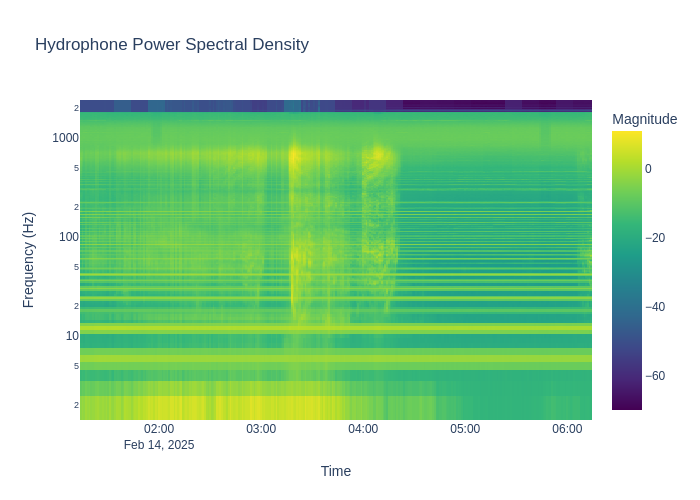 Hydrophone Power Spectral Density
Magnitude
Frequency (Hz)
2
1000
5
2
100
5
2
10
5
2
0
−20
−40
−60
02:00 03:00 04:00 05:00 06:00
Feb 14, 2025
Time